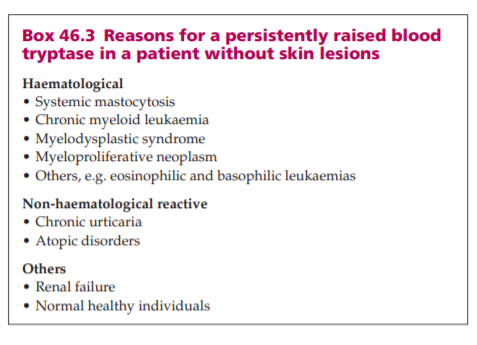 Box 46.3 Reasons for a persistently raised blood
tryptase in a patient without skin lesions
Haematological
• Systemic mastocytosis
• Chronic myeloid leukaemia
• Myelodysplastic syndrome
• Myeloproliferative neoplasm
• Others, e.g. eosinophilic and basophilic leukaemias
Non-haematological reactive
• Chronic urticaria
• Atopic disorders
Others
• Renal failure
• Normal healthy individuals